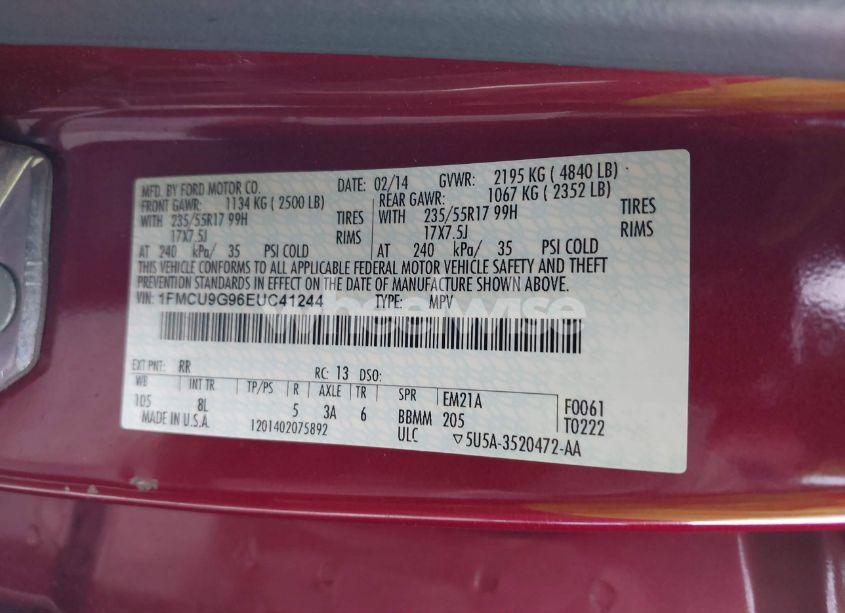 MFD. BY FORD MOTOR CO. DATE: 02/14 GVWR: 2195 KG ( 4840 LB)
FRONT GAWR: 1134 KG ( 2500 LB) REAR GAWR: 1067 KG ( 2352 LB)
WITH 235/55R17 99H TIRES WITH 235/55R17 99H TIRES
17X7.5J RIMS 17X7.5J RIMS
AT 240 kPa/ 35 PSI COLD AT 240 kPa/ 35 PSI COLD
THIS VEHICLE CONFORMS TO ALL APPLICABLE FEDERAL MOTOR VEHICLE SAFETY AND THEFT
PREVENTION STANDARDS IN EFFECT ON THE DATE OF MANUFACTURE SHOWN ABOVE.
VIN: 1FMCU9G96EUC41244 TYPE: MPV
wheelwise
EXT PNT: RR RC: 13 DSO:
WB INT TR TP/PS R AXLE TR SPR EM21A F0061
105 8L 5 3A 6 BBMM 205 T0222
MADE IN U.S.A. 1201402075892 ULC ▽5U5A-3520472-AA